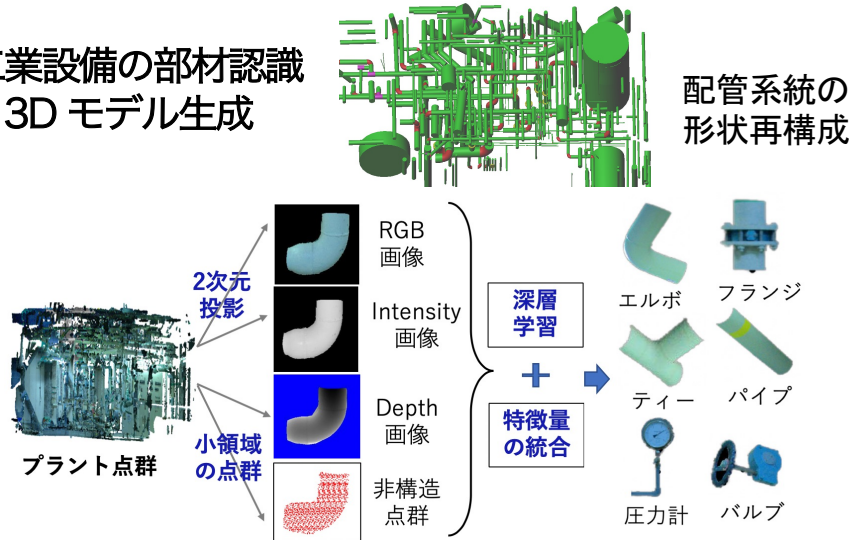 業設備の部材認識
3D モデル生成
配管系統の
形状再構成
2次元
投影
小領域
の点群
プラント点群
RGB
画像
Intensity
画像
Depth
画像
非構造
点群
深層
学習
+
特徴量
の統合
エルボ
フランジ
ティー
パイプ
圧力計
バルブ